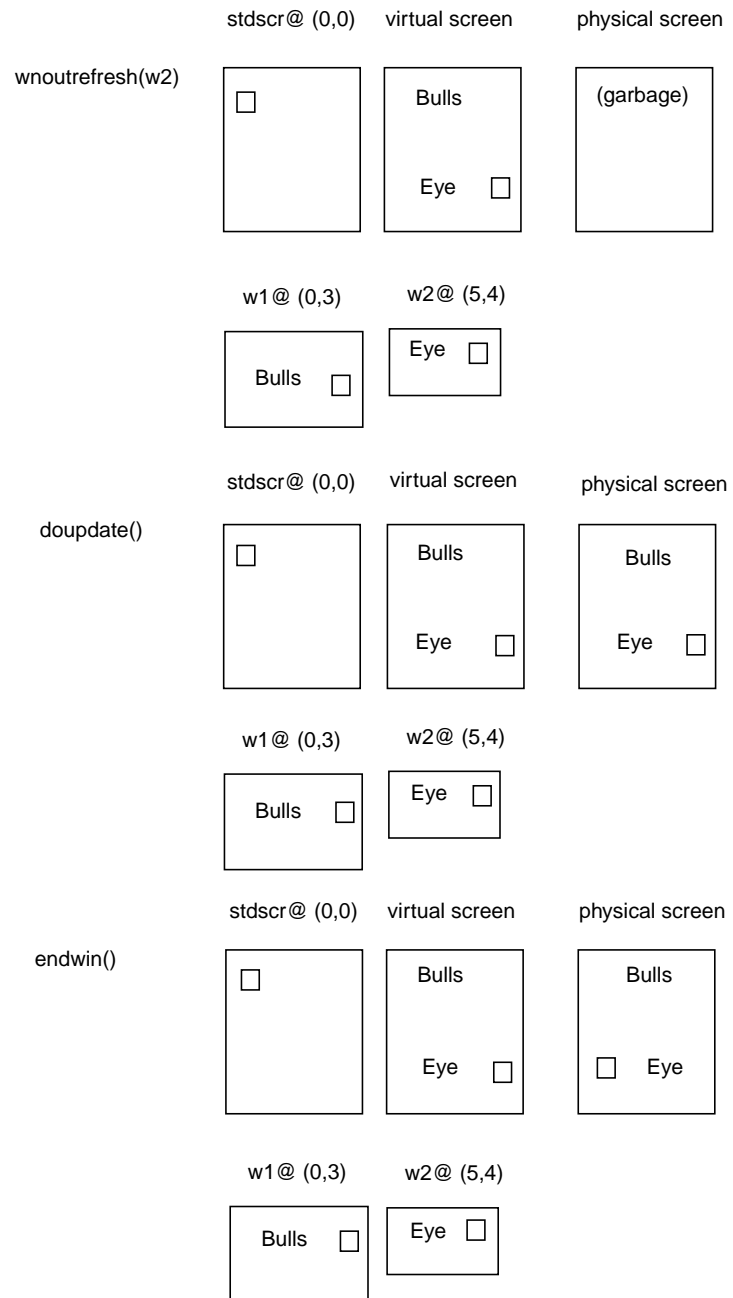 stdscr@ (0,0) virtual screen physical screen
wnoutrefresh(w2)
Bulls (garbage)
Eye
w1@ (0,3) w2@ (5,4)
Eye
Bulls
stdscr@ (0,0) virtual screen physical screen
doupdate()
Bulls Bulls
Eye Eye
w1@ (0,3) w2@ (5,4)
Eye
Bulls
stdscr@ (0,0) virtual screen physical screen
endwin()
Bulls Bulls
Eye Eye
w1@ (0,3) w2@ (5,4)
Eye
Bulls